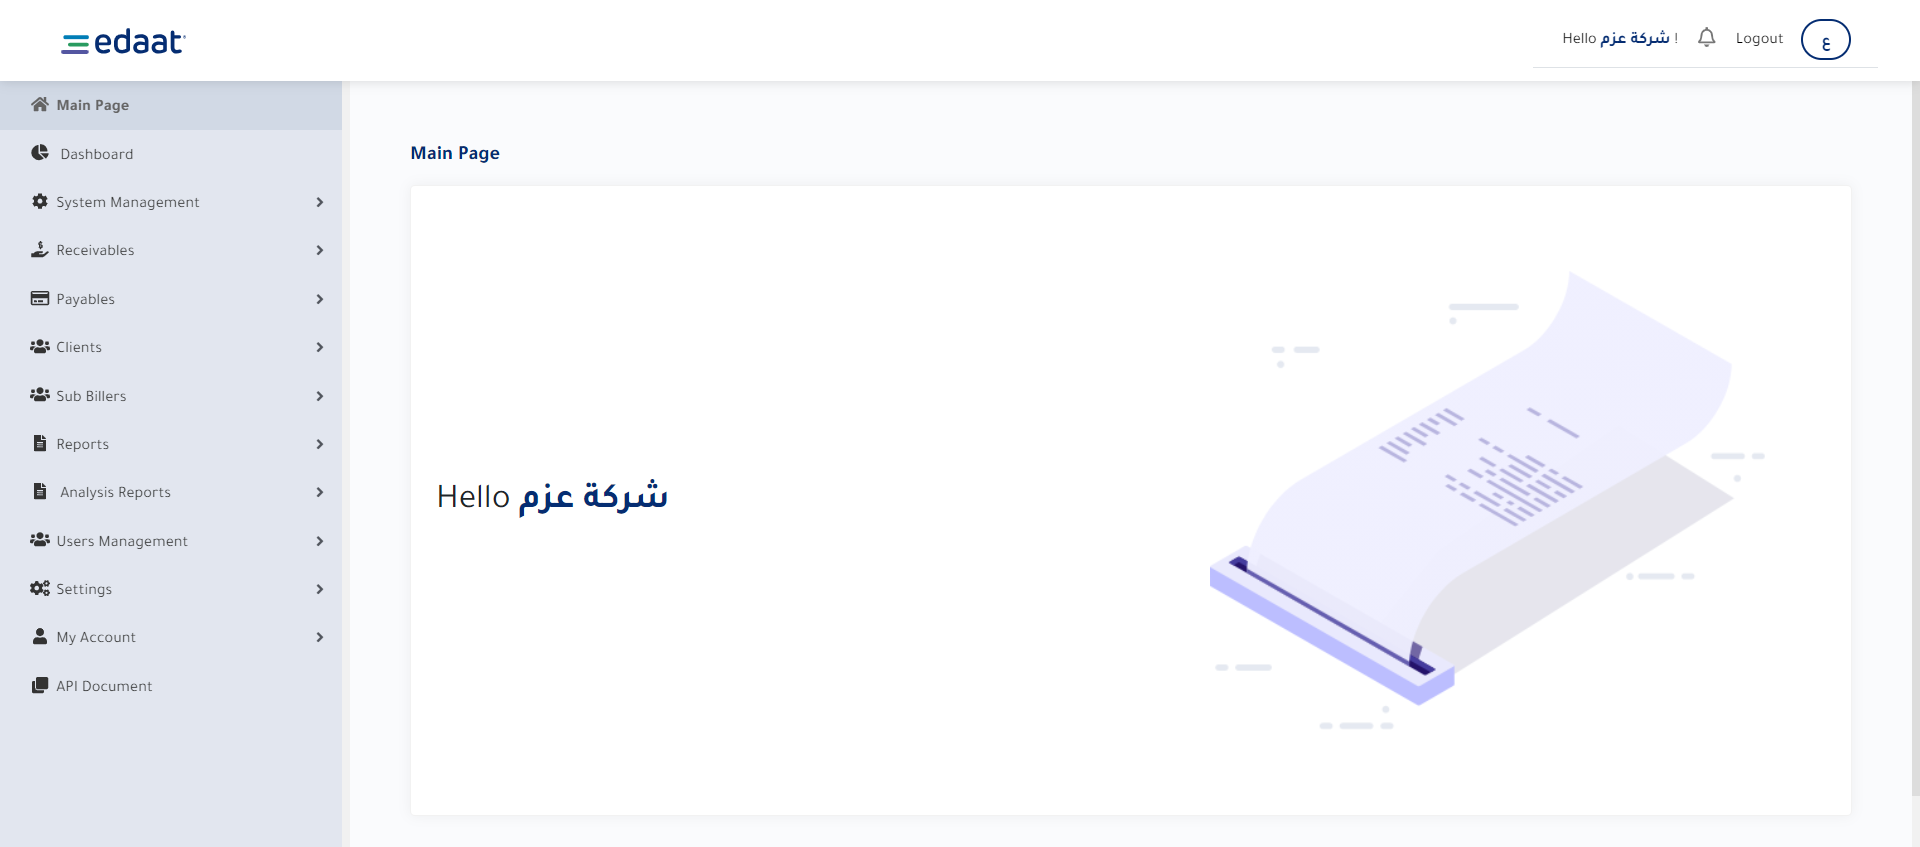 edaat
Hello شركة عزم !
Logout
ع
Main Page
Dashboard
System Management
Receivables
Payables
Clients
Sub Billers
Reports
Analysis Reports
Users Management
Settings
My Account
API Document
Main Page
Hello شركة عزم